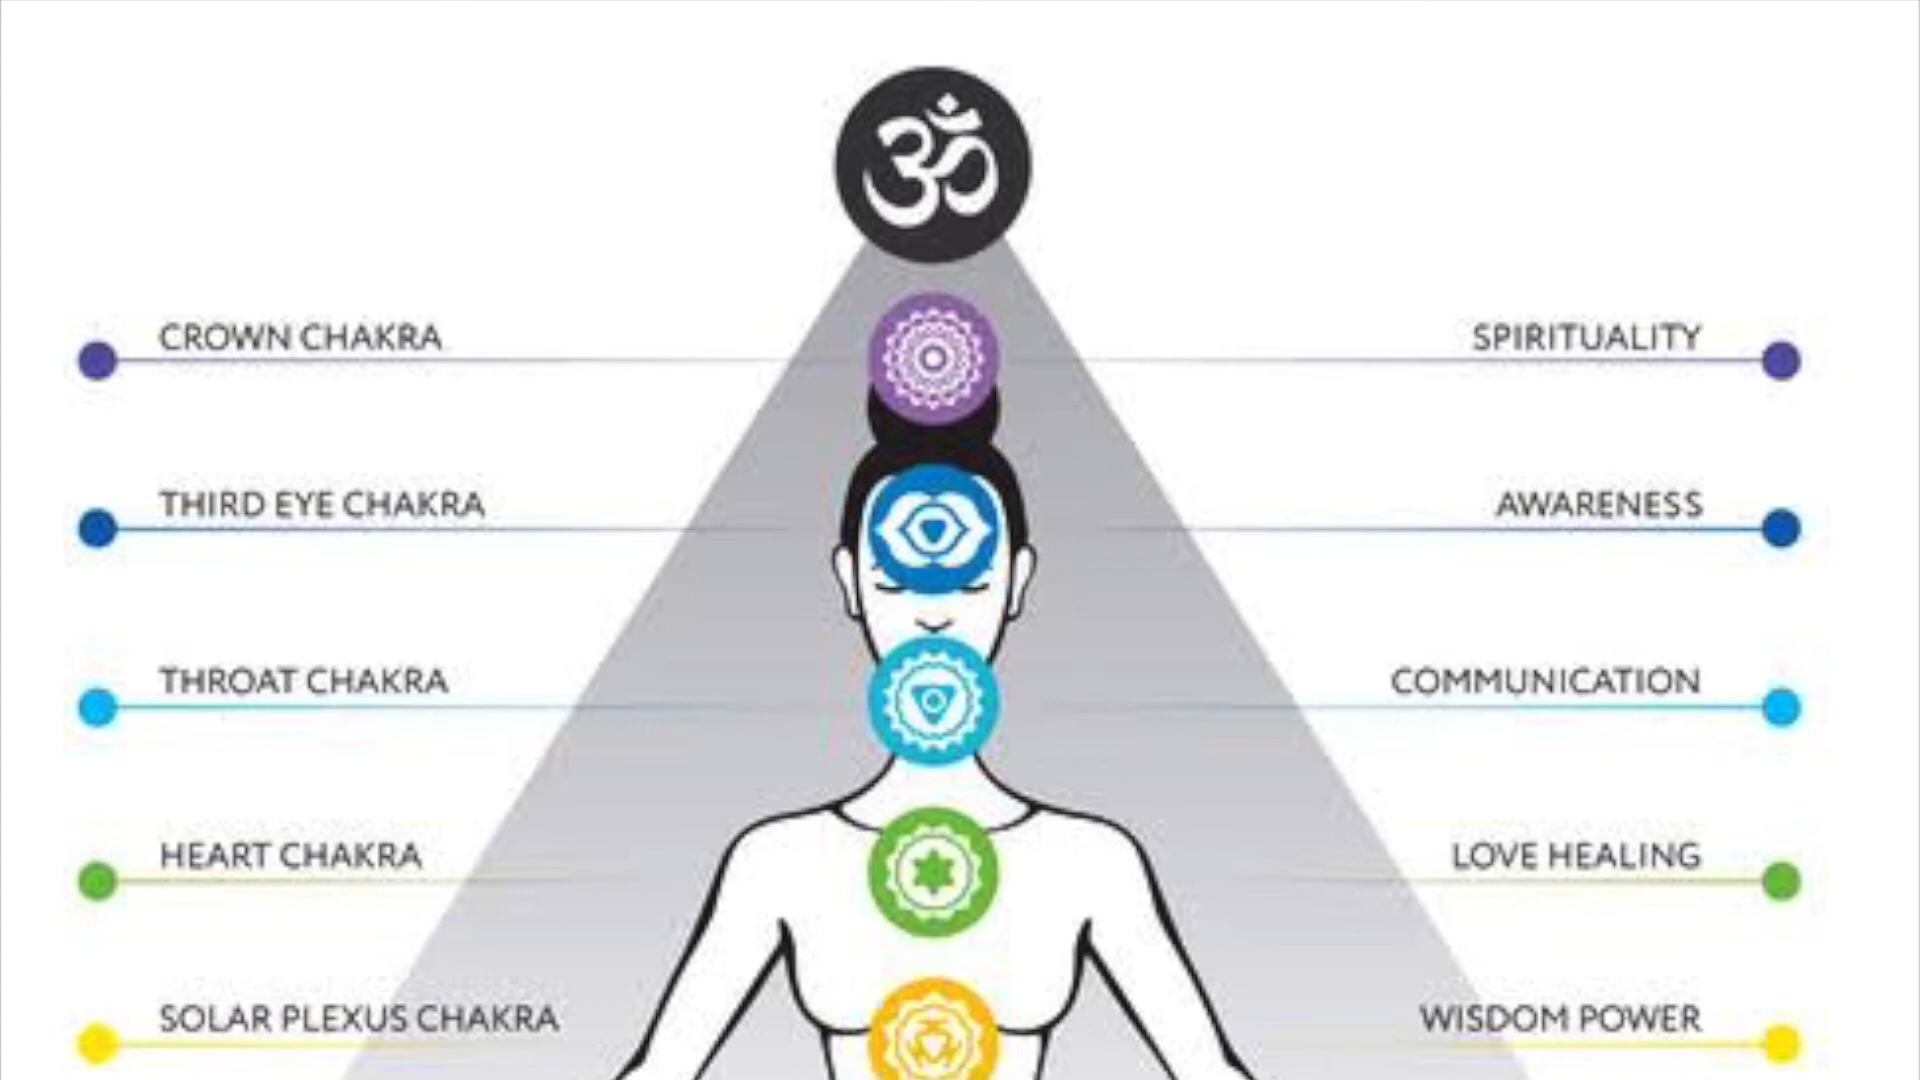 ॐ
CROWN CHAKRA
SPIRITUALITY
THIRD EYE CHAKRA
AWARENESS
THROAT CHAKRA
COMMUNICATION
HEART CHAKRA
LOVE HEALING
SOLAR PLEXUS CHAKRA
WISDOM POWER